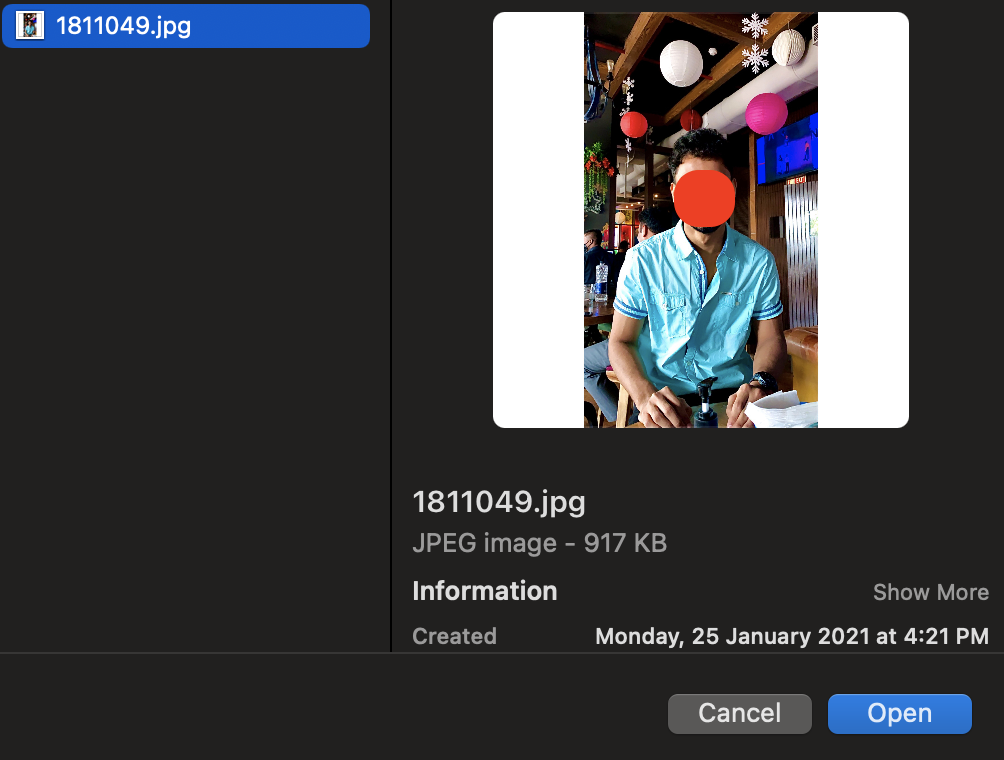 1811049.jpg
1811049.jpg
JPEG image - 917 KB
Information
Show More
Created
Monday, 25 January 2021 at 4:21 PM
Cancel
Open